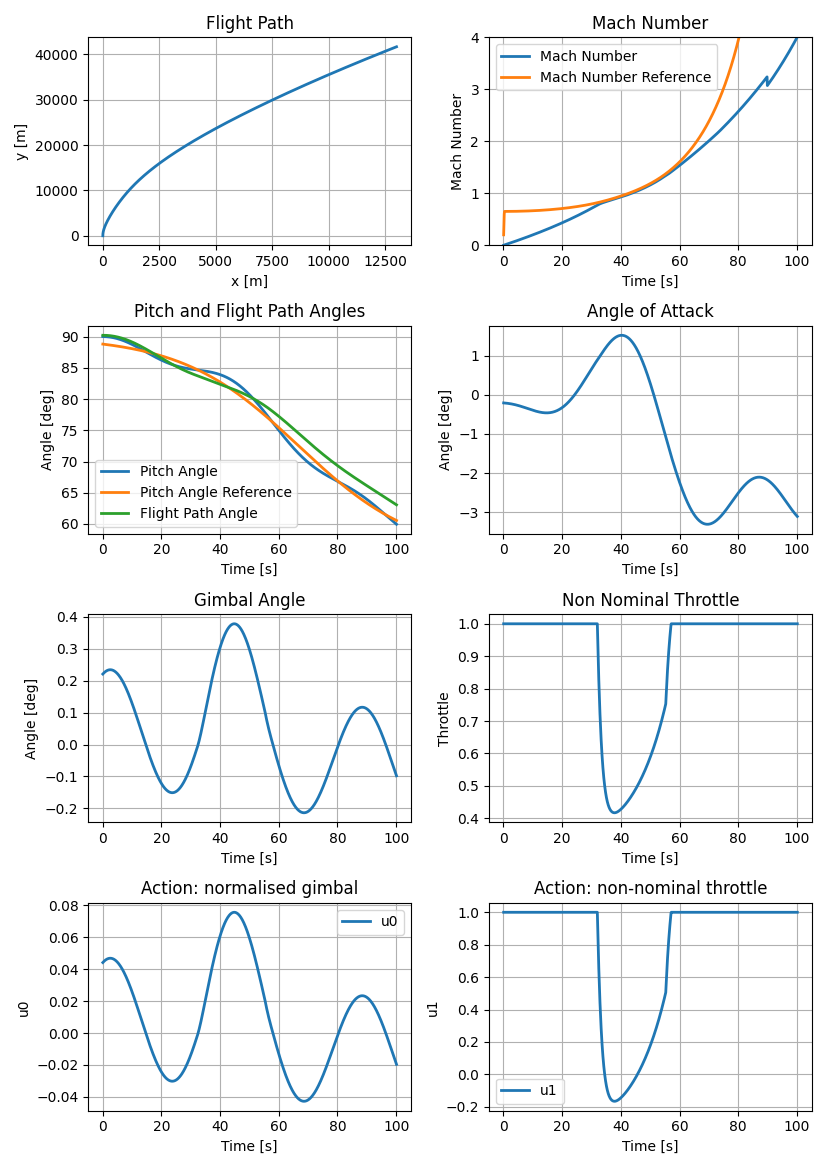 Flight Path
40000
30000
20000
10000
0
y [m]
0 2500 5000 7500 10000 12500
x [m]
Mach Number
Mach Number
Mach Number Reference
4
3
2
1
0
Mach Number
0 20 40 60 80 100
Time [s]
Pitch and Flight Path Angles
90
85
80
75
70
65
60
Angle [deg]
Pitch Angle
Pitch Angle Reference
Flight Path Angle
0 20 40 60 80 100
Time [s]
Angle of Attack
1
0
−1
−2
−3
Angle [deg]
0 20 40 60 80 100
Time [s]
Gimbal Angle
0.4
0.3
0.2
0.1
0.0
−0.1
−0.2
Angle [deg]
0 20 40 60 80 100
Time [s]
Non Nominal Throttle
1.0
0.9
0.8
0.7
0.6
0.5
0.4
Throttle
0 20 40 60 80 100
Time [s]
Action: normalised gimbal
u0
0.08
0.06
0.04
0.02
0.00
−0.02
−0.04
u0
0 20 40 60 80 100
Time [s]
Action: non-nominal throttle
1.0
0.8
0.6
0.4
0.2
0.0
−0.2
u1
u1
0 20 40 60 80 100
Time [s]